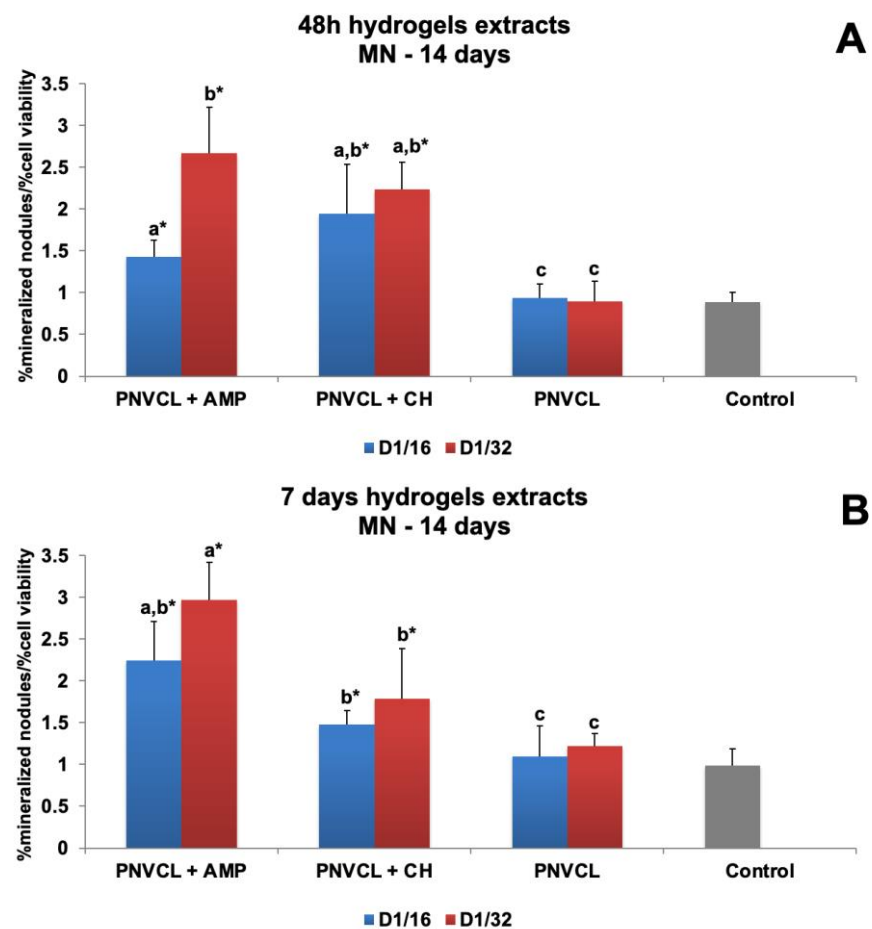 48h hydrogels extracts
MN - 14 days
A
%mineralized nodules/%cell viability
3.5
3
2.5
2
1.5
1
0.5
0
a*
b*
a,b*
a,b*
c
c
PNVCL + AMP
PNVCL + CH
PNVCL
Control
D1/16
D1/32
7 days hydrogels extracts
MN - 14 days
B
%mineralized nodules/%cell viability
3.5
3
2.5
2
1.5
1
0.5
0
a,b*
a*
b*
b*
c
c
PNVCL + AMP
PNVCL + CH
PNVCL
Control
D1/16
D1/32